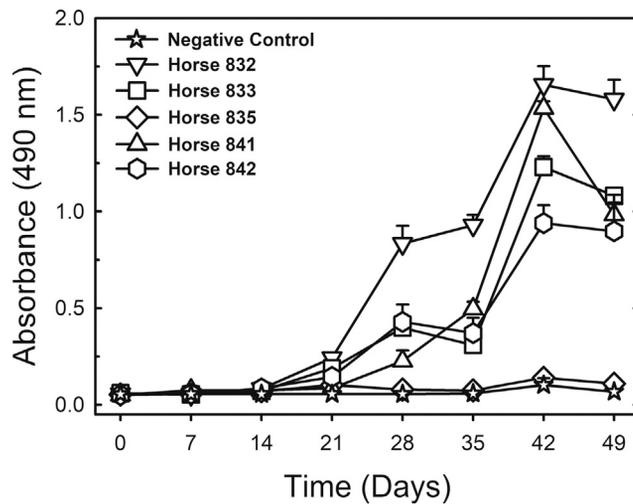 2.0
1.5
1.0
0.5
0.0
Absorbance (490 nm)
Negative Control
Horse 832
Horse 833
Horse 835
Horse 841
Horse 842
0 7 14 21 28 35 42 49
Time (Days)